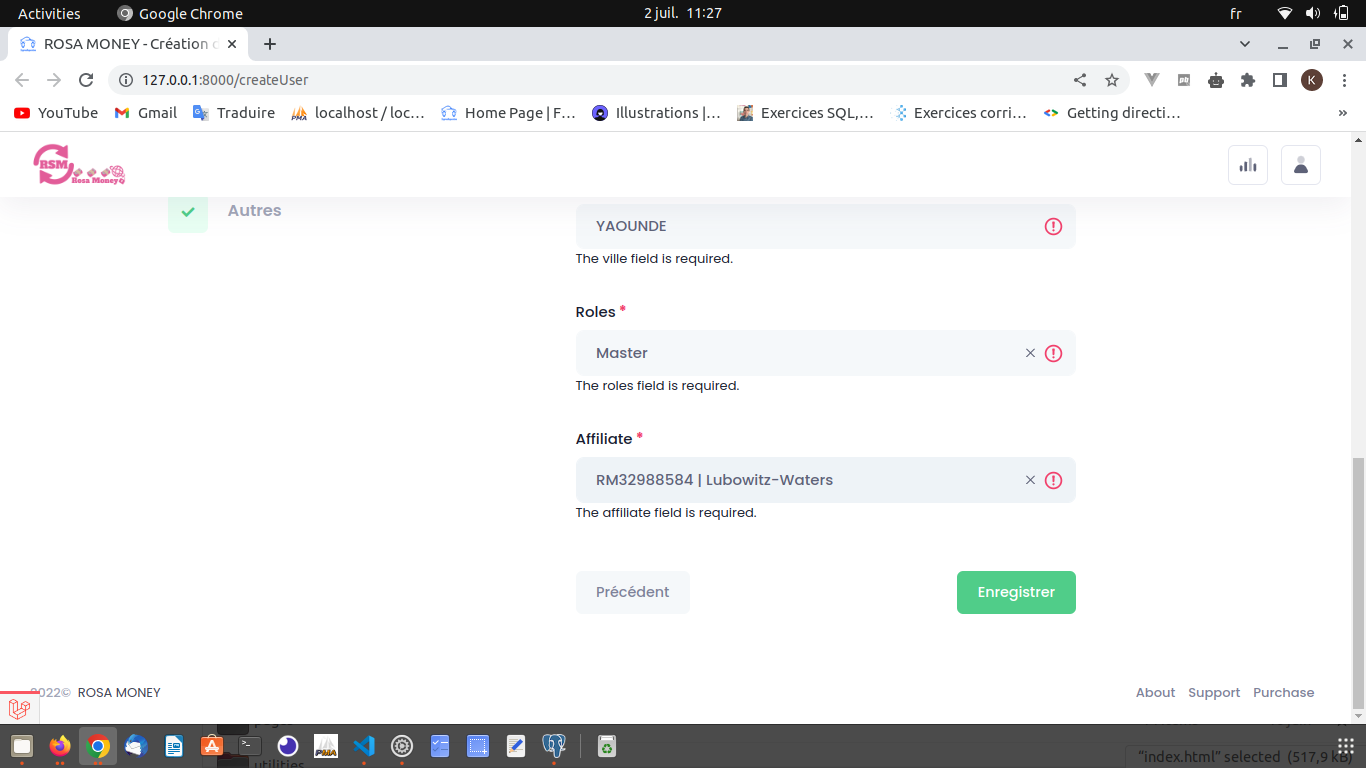 Activities Google Chrome 2 juil. 11:27 fr
ROSA MONEY - Création c
127.0.0.1:8000/createUser K
YouTube Gmail Traduire localhost / loc... Home Page | F... Illustrations |... Exercices SQL,... Exercices corri... Getting directi... »
RSM
Rosa Money
Autres
YAOUNDE
The ville field is required.
Roles *
Master
The roles field is required.
Affiliate *
RM32988584 | Lubowitz-Waters
The affiliate field is required.
Précédent Enregistrer
2022© ROSA MONEY About Support Purchase
PMA
utilities "index.html" selected (517,9 kB)